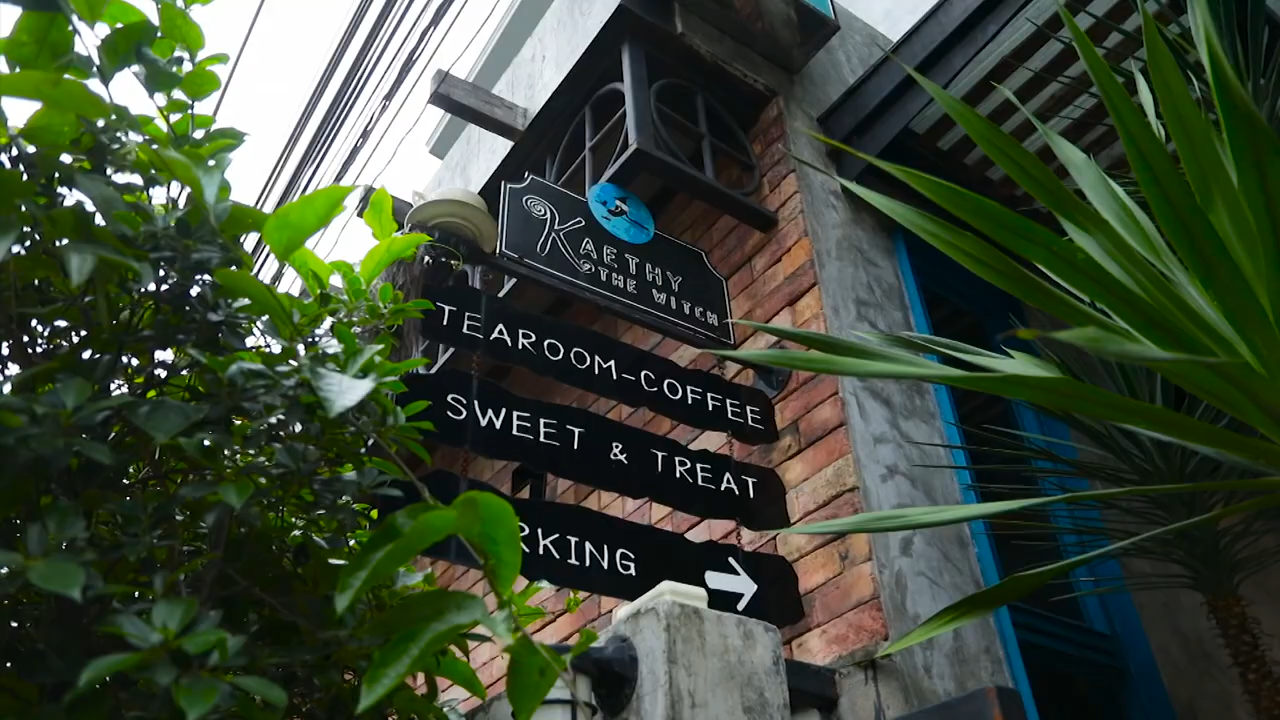 KAETHY
THE WITCH
TEAROOM-COFFEE
SWEET & TREAT
RKING